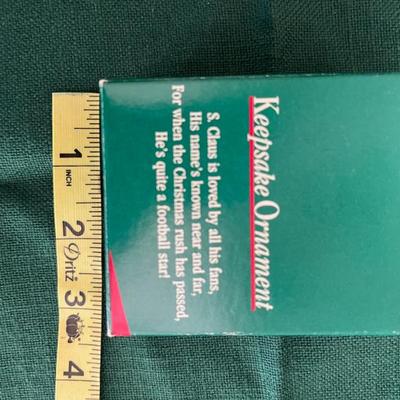 Keepsake Ornament
S. Claus is loved by all his fans,
His name's known near and far,
For when the Christmas rush has passed,
He's quite a football star!
1
INCH
2
Dritz
3
4